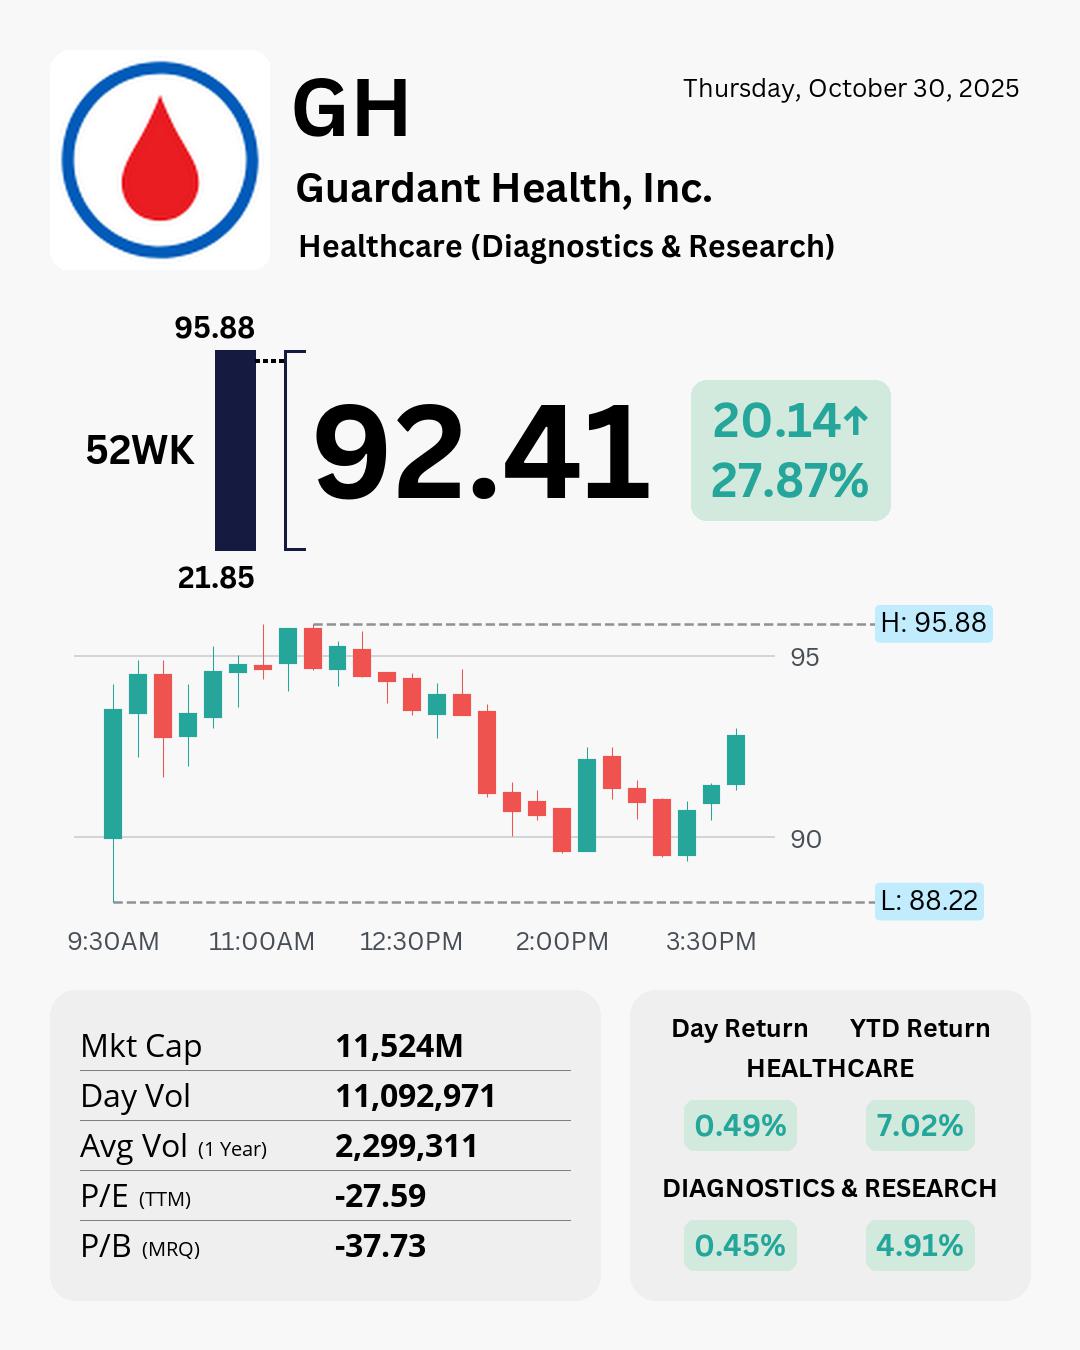 GH
Thursday, October 30, 2025
Guardant Health, Inc.
Healthcare (Diagnostics & Research)
95.88
52WK
92.41
20.14↑
27.87%
21.85
H: 95.88
95
90
L: 88.22
9:30AM 11:00AM 12:30PM 2:00PM 3:30PM
Mkt Cap 11,524M
Day Vol 11,092,971
Avg Vol (1 Year) 2,299,311
P/E (TTM) -27.59
P/B (MRQ) -37.73
Day Return YTD Return
HEALTHCARE
0.49% 7.02%
DIAGNOSTICS & RESEARCH
0.45% 4.91%